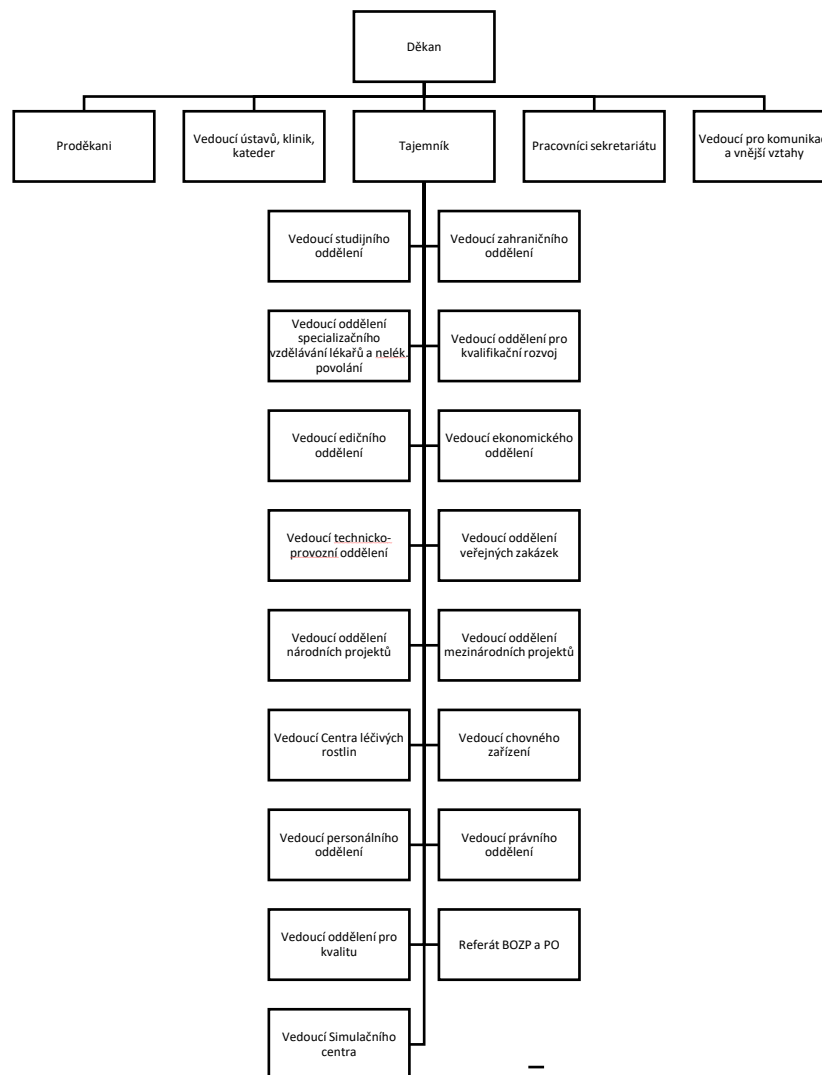 Děkan
Proděkani
Vedoucí ústavů, klinik,
kateder
Tajemník
Pracovníci sekretariátu
Vedoucí pro komunikac
a vnější vztahy
Vedoucí studijního
oddělení
Vedoucí zahraničního
oddělení
Vedoucí oddělení
specializačního
vzdělávání lékařů a nelék.
povolání
Vedoucí oddělení pro
kvalifikační rozvoj
Vedoucí edičního
oddělení
Vedoucí ekonomického
oddělení
Vedoucí technicko-
provozní oddělení
Vedoucí oddělení
veřejných zakázek
Vedoucí oddělení
národních projektů
Vedoucí oddělení
mezinárodních projektů
Vedoucí Centra léčivých
rostlin
Vedoucí chovného
zařízení
Vedoucí personálního
oddělení
Vedoucí právního
oddělení
Vedoucí oddělení pro
kvalitu
Referát BOZP a PO
Vedoucí Simulačního
centra